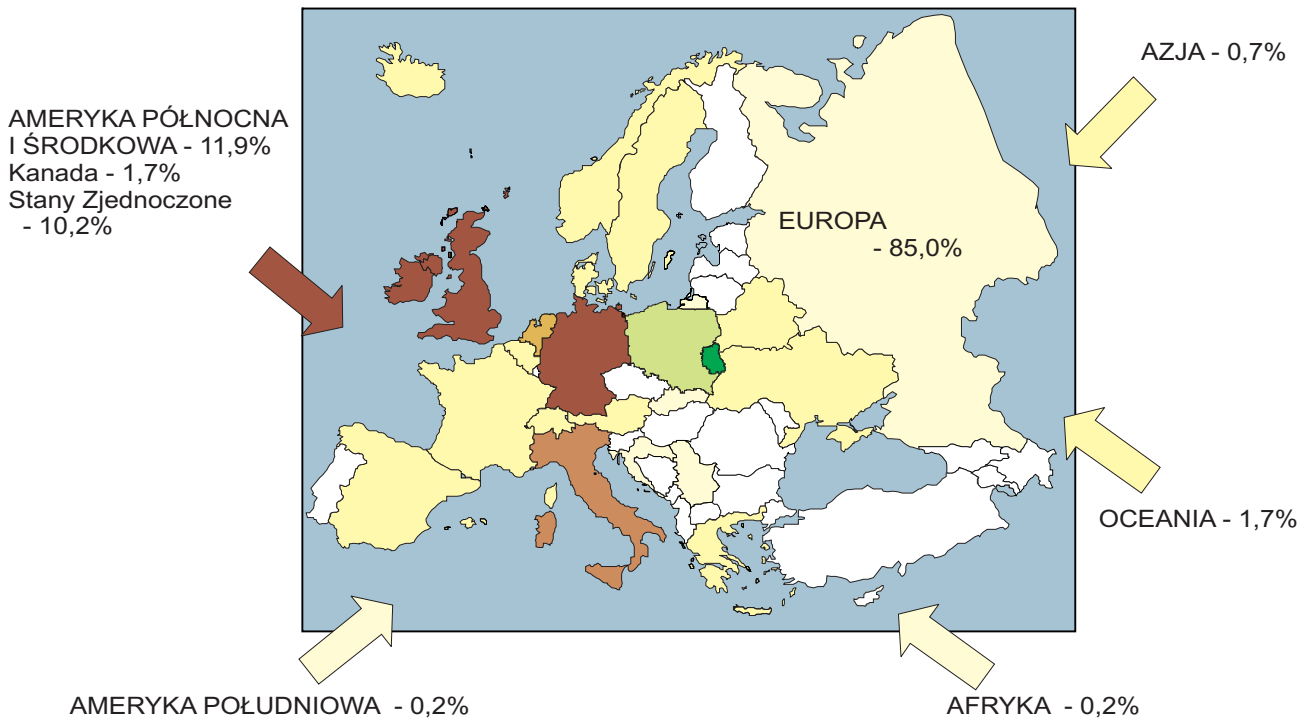 AZJA - 0,7%
AMERYKA PÓŁNOCNA
I ŚRODKOWA - 11,9%
Kanada - 1,7%
Stany Zjednoczone
- 10,2%
EUROPA
- 85,0%
OCEANIA - 1,7%
AMERYKA POŁUDNIOWA - 0,2%
AFRYKA - 0,2%